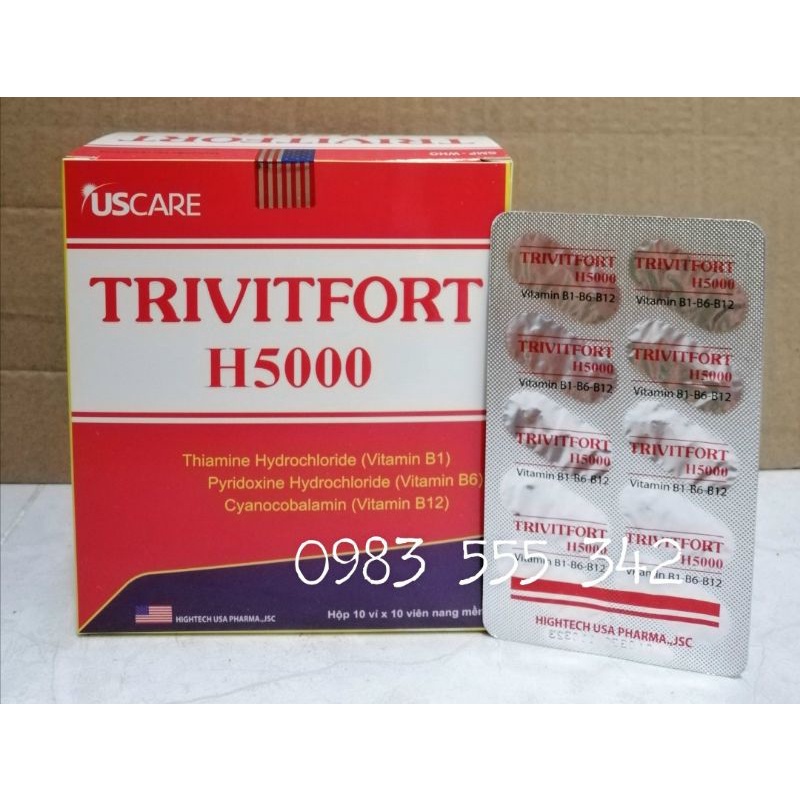 TRIVITFORT
GMP - WHO
USCARE
TRIVITFORT
H5000
Thiamine Hydrochloride (Vitamin B1)
Pyridoxine Hydrochloride (Vitamin B6)
Cyanocobalamin (Vitamin B12)
HIGHTECH USA PHARMA.,JSC
Hộp 10 vỉ x 10 viên nang mềm
0983 555 342
TRIVITFORT
H5000
Vitamin B1-B6-B12
TRIVITFORT
H5000
Vitamin B1-B6-B12
TRIVITFORT
H5000
Vitamin B1-B6-B12
TRIVITFORT
H5000
Vitamin B1-B6-B12
TRIVITFORT
H5000
Vitamin B1-B6-B12
TRIVITFORT
H5000
Vitamin B1-B6-B12
TRIVITFORT
H5000
Vitamin B1-B6-B12
TRIVITFORT
H5000
Vitamin B1-B6-B12
HIGHTECH USA PHARMA.,JSC